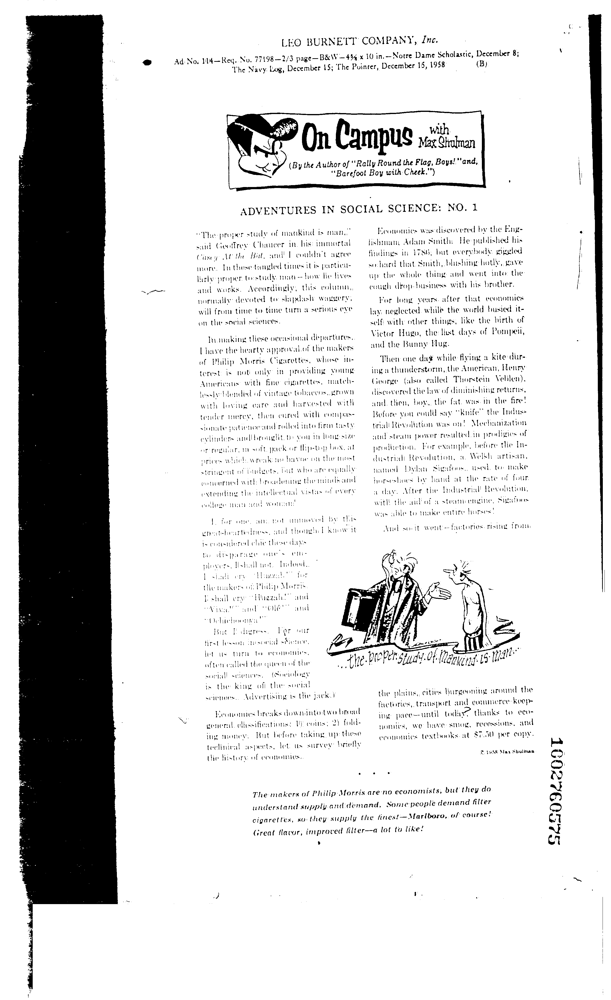 LEO BURNETT COMPANY, Inc.
Ad No. 114—Req. No. 77198—2/3 page—B&W—4¾ x 10 in.—Notre Dame Scholastic, December 8;
The Navy Log, December 15; The Pointer, December 15, 1958 (B)
On Campus with Max Shulman
(By the Author of "Rally Round the Flag, Boys!" and,
"Barefoot Boy with Cheek.")
ADVENTURES IN SOCIAL SCIENCE: NO. 1
"The proper study of mankind is man,"
said Geoffrey Chaucer in his immortal
Casey At the Bat, and I couldn't agree
more. In these tangled times it is particu-
larly proper to study man—how he lives
and works. Accordingly, this column,
normally devoted to slapdash waggery,
will from time to time turn a serious eye
on the social sciences.
In making these occasional departures,
I have the hearty approval of the makers
of Philip Morris Cigarettes, whose in-
terest is not only in providing young
Americans with fine cigarettes, match-
lessly blended of vintage tobaccos, grown
with loving care and harvested with
tender mercy, then cured with compas-
sionate patience and rolled into firm tasty
cylinders and brought to you in long size
or regular, in soft pack or flip-top box, at
prices which wreak no havoc on the most
stringent of budgets, but who are equally
concerned with broadening the minds and
extending the intellectual vistas of every
college man and woman!
I, for one, am not unmoved by this
great-heartedness, and though I know it
is considered chic these days
to disparage one's em-
ployers, I shall not. Indeed,
I shall cry "Huzzah!" for
the makers of Philip Morris.
I shall cry "Huzzah!" and
"Viva!" and "Olé!" and
"Ochichoonya!"
But I digress. For our
first lesson in social science,
let us turn to economics,
often called the queen of the
social sciences. (Sociology
is the king of the social
sciences. Advertising is the jack.)
Economics breaks down into two broad
general classifications: 1) coins; 2) fold-
ing money. But before taking up these
technical aspects, let us survey briefly
the history of economics.
Economics was discovered by the Eng-
lishman, Adam Smith. He published his
findings in 1786, but everybody giggled
so hard that Smith, blushing hotly, gave
up the whole thing and went into the
cough drop business with his brother.
For long years after that economics
lay neglected while the world busied it-
self with other things, like the birth of
Victor Hugo, the last days of Pompeii,
and the Bunny Hug.
Then one day while flying a kite dur-
ing a thunderstorm, the American, Henry
George (also called Thorstein Veblen),
discovered the law of diminishing returns,
and then, boy, the fat was in the fire!
Before you could say "knife" the Indus-
trial Revolution was on! Mechanization
and steam power resulted in prodigies of
production. For example, before the In-
dustrial Revolution, a Welsh artisan,
named Dylan Sigafoos, used to make
horseshoes by hand at the rate of four
a day. After the Industrial Revolution,
with the aid of a steam engine, Sigafoos
was able to make entire horses!
And so it went—factories rising from
...the proper study of Mankind is man...
the plains, cities burgeoning around the
factories, transport and commerce keep-
ing pace—until today, thanks to eco-
nomics, we have smog, recessions, and
economics textbooks at $7.50 per copy.
© 1958 Max Shulman
The makers of Philip Morris are no economists, but they do
understand supply and demand. Some people demand filter
cigarettes, so they supply the finest—Marlboro, of course!
Great flavor, improved filter—a lot to like!
1002760575